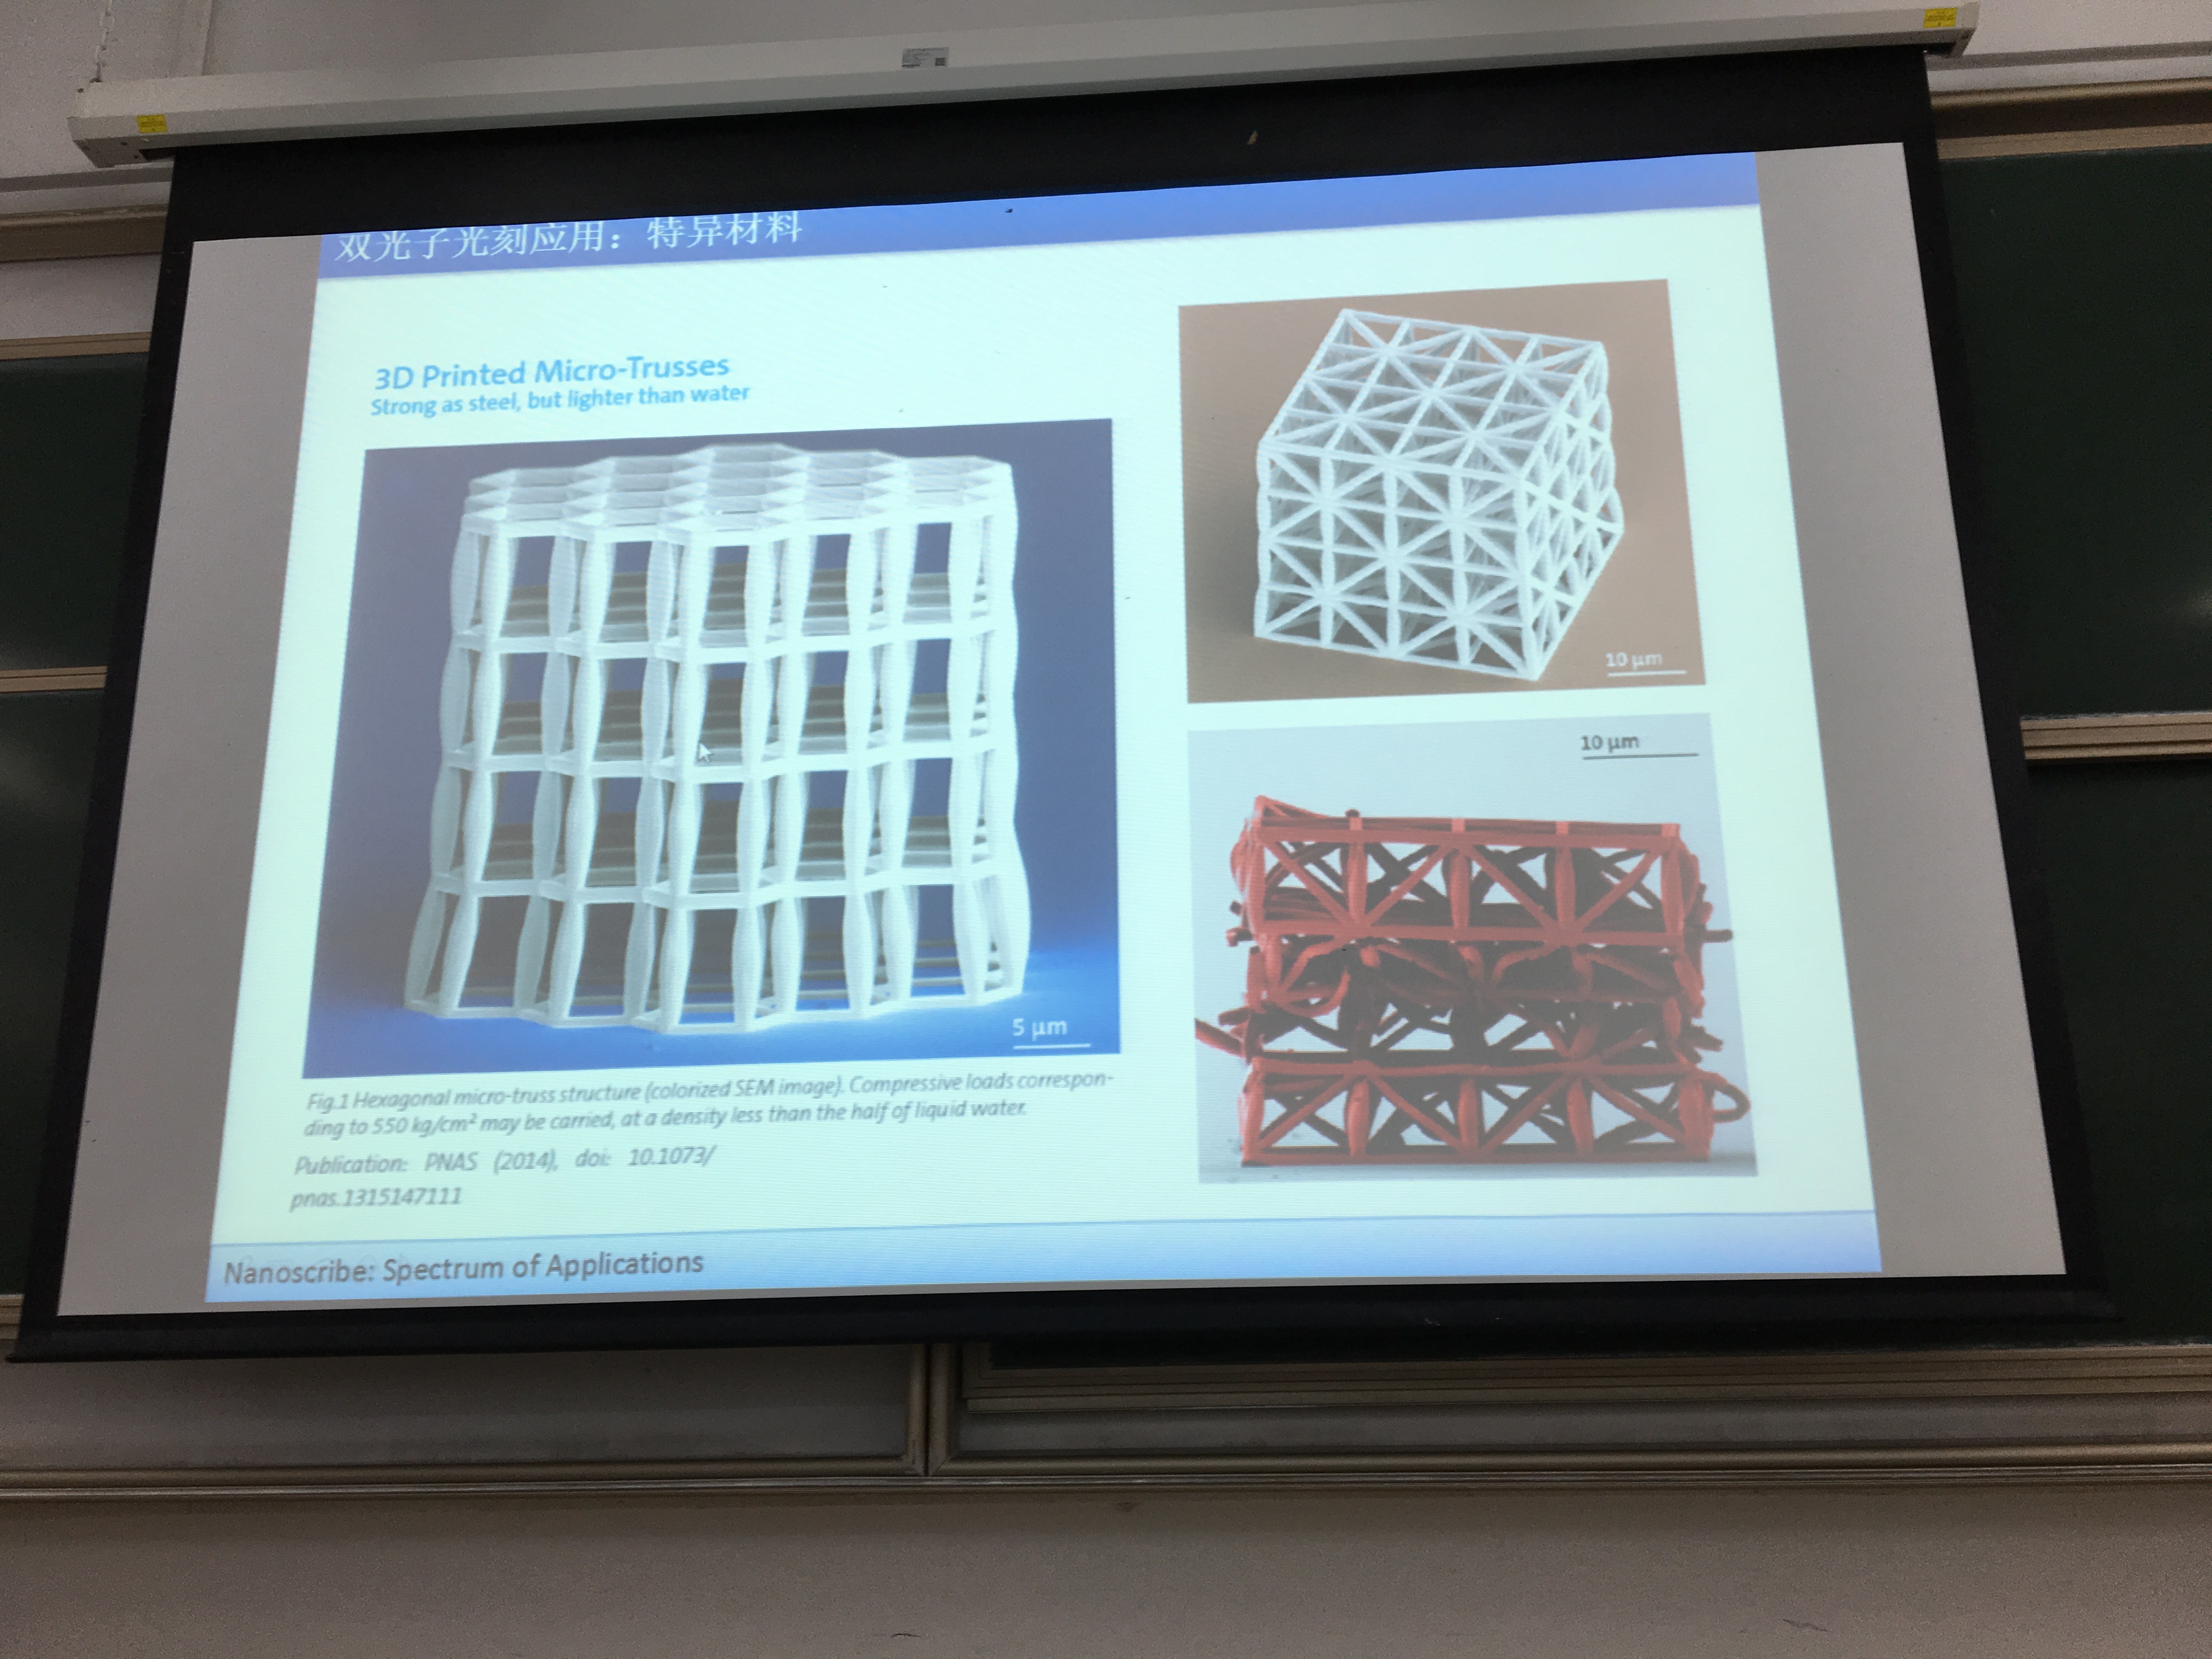 双光子光刻应用：特异材料
3D Printed Micro-Trusses
Strong as steel, but lighter than water
10 µm
10 µm
5 µm
Fig.1 Hexagonal micro-truss structure (colorized SEM image). Compressive loads correspon-
ding to 550 kg/cm² may be carried, at a density less than the half of liquid water.
Publication: PNAS (2014), doi: 10.1073/
pnas.1315147111
Nanoscribe: Spectrum of Applications